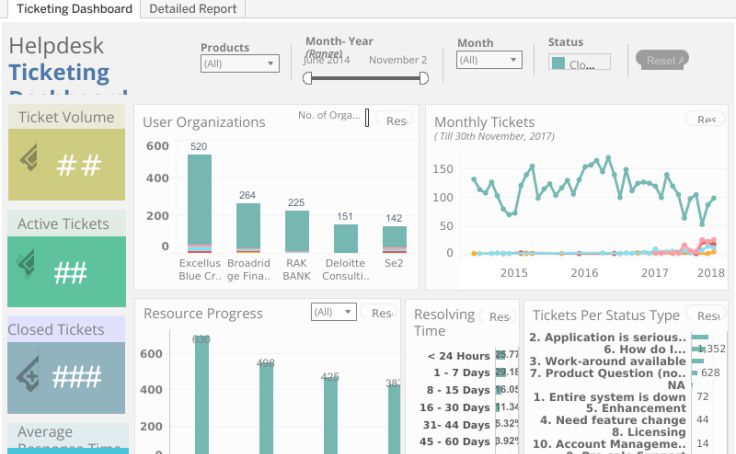 Ticketing Dashboard
Detailed Report
Helpdesk
Ticketing
Dashboard
Products
(All)
Month- Year
(Range)
June 2014
November 2
Month
(All)
Status
Clo...
Reset A
Ticket Volume
##
Active Tickets
##
Closed Tickets
###
Average
Response Time
User Organizations
No. of Orga...
Res
600
400
200
0
520
264
225
151
142
Excellus
Blue Cr..
Broadrid
ge Fina..
RAK
BANK
Deloitte
Consulti..
Se2
Monthly Tickets
Res
( Till 30th November, 2017)
150
100
50
0
2015
2016
2017
2018
Resource Progress
(All)
Res
600
400
200
0
630
498
425
Resolving
Time
Res
< 24 Hours
25.77
1 - 7 Days
29.18
8 - 15 Days
16.05
16 - 30 Days
11.34
31- 44 Days
5.32%
45 - 60 Days
3.92%
Tickets Per Status Type
Res
2. Application is serious..
6. How do I...
1,352
3. Work-around available
7. Product Question (no..
628
NA
1. Entire system is down
72
5. Enhancement
4. Need feature change
44
8. Licensing
10. Account Manageme..
14